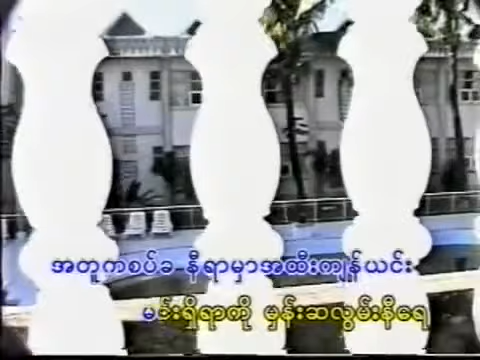 အတူကစပ်ခ နီရာမှာအထီးကျန်ယင်း
မင်းရှိရာကို မှန်းဆလွမ်းနီရေ